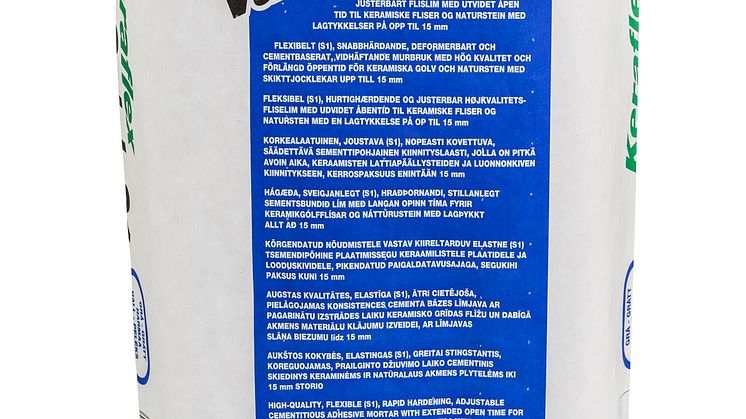 JUSTERBART FLISLIM MED UTVIDET ÅPEN
TID TIL KERAMISKE FLISER OG NATURSTEIN MED
LAGTYKKELSER PÅ OPP TIL 15 mm
FLEXIBELT (S1), SNABBHÄRDANDE, DEFORMERBART OCH
CEMENTBASERAT, VIDHÄFTANDE MURBRUK MED HÖG KVALITET OCH
FÖRLÄNGD ÖPPENTID FÖR KERAMISKA GOLV OCH NATURSTEN MED
SKIKTTJOCKLEKAR UPP TILL 15 mm
FLEKSIBEL (S1), HURTIGHÆRDENDE OG JUSTERBAR HØJKVALITETS-
FLISELIM MED UDVIDET ÅBENTID TIL KERAMISKE FLISER OG
NATURSTEN MED EN LAGTYKKELSE PÅ OP TIL 15 mm
KORKEALAATUINEN, JOUSTAVA (S1), NOPEASTI KOVETTUVA,
SÄÄDETTÄVÄ SEMENTTIPOHJAINEN KIINNITYSLAASTI, JOLLA ON PITKÄ
AVOIN AIKA, KERAAMISTEN LATTIAPÄÄLLYSTEIDEN JA LUONNONKIVEN
KIINNITYKSEEN, KERROSPAKSUUS ENINTÄÄN 15 mm
HÁGÆÐA, SVEIGJANLEGT (S1), HRAÐÞORNANDI, STILLANLEGT
SEMENTSBUNDIÐ LÍM MEÐ LANGAN OPINN TÍMA FYRIR
KERAMIKGÓLFFLÍSAR OG NÁTTÚRUSTEIN MEÐ LAGÞYKKT
ALLT AÐ 15 mm
KÕRGENDATUD NÕUDMISTELE VASTAV KIIRELTARDUV ELASTNE (S1)
TSEMENDIPÕHINE PLAATIMISSEGU KERAAMILISTELE PLAATIDELE JA
LOODUSKIVIDELE, PIKENDATUD PAIGALDATAVUSAJAGA, SEGUKIHI
PAKSUS KUNI 15 mm
AUGSTAS KVALITĀTES, ELASTĪGA (S1), ĀTRI CIETĒJOŠA,
PIELĀGOJAMAS KONSISTENCES CEMENTA BĀZES LĪMJAVA AR
PAGARINĀTU IZSTRĀDES LAIKU KERAMISKO GRĪDAS FLĪŽU UN DABĪGĀ
AKMENS MATERIĀLU KLĀJUMU IZVEIDEI, AR LĪMJAVAS
SLĀŅA BIEZUMU līdz 15 mm
AUKŠTOS KOKYBĖS, ELASTINGAS (S1), GREITAI STINGSTANTIS,
KOREGUOJAMAS, PRAILGINTO DŽIUVIMO LAIKO CEMENTINIS
SKIEDINYS KERAMINĖMS IR NATŪRALAUS AKMENS PLYTELĖMS IKI
15 mm STORIO
HIGH-QUALITY, FLEXIBLE (S1), RAPID HARDENING, ADJUSTABLE
CEMENTITIOUS ADHESIVE MORTAR WITH EXTENDED OPEN TIME FOR
Keraflex
GRÅ - GRÅTT